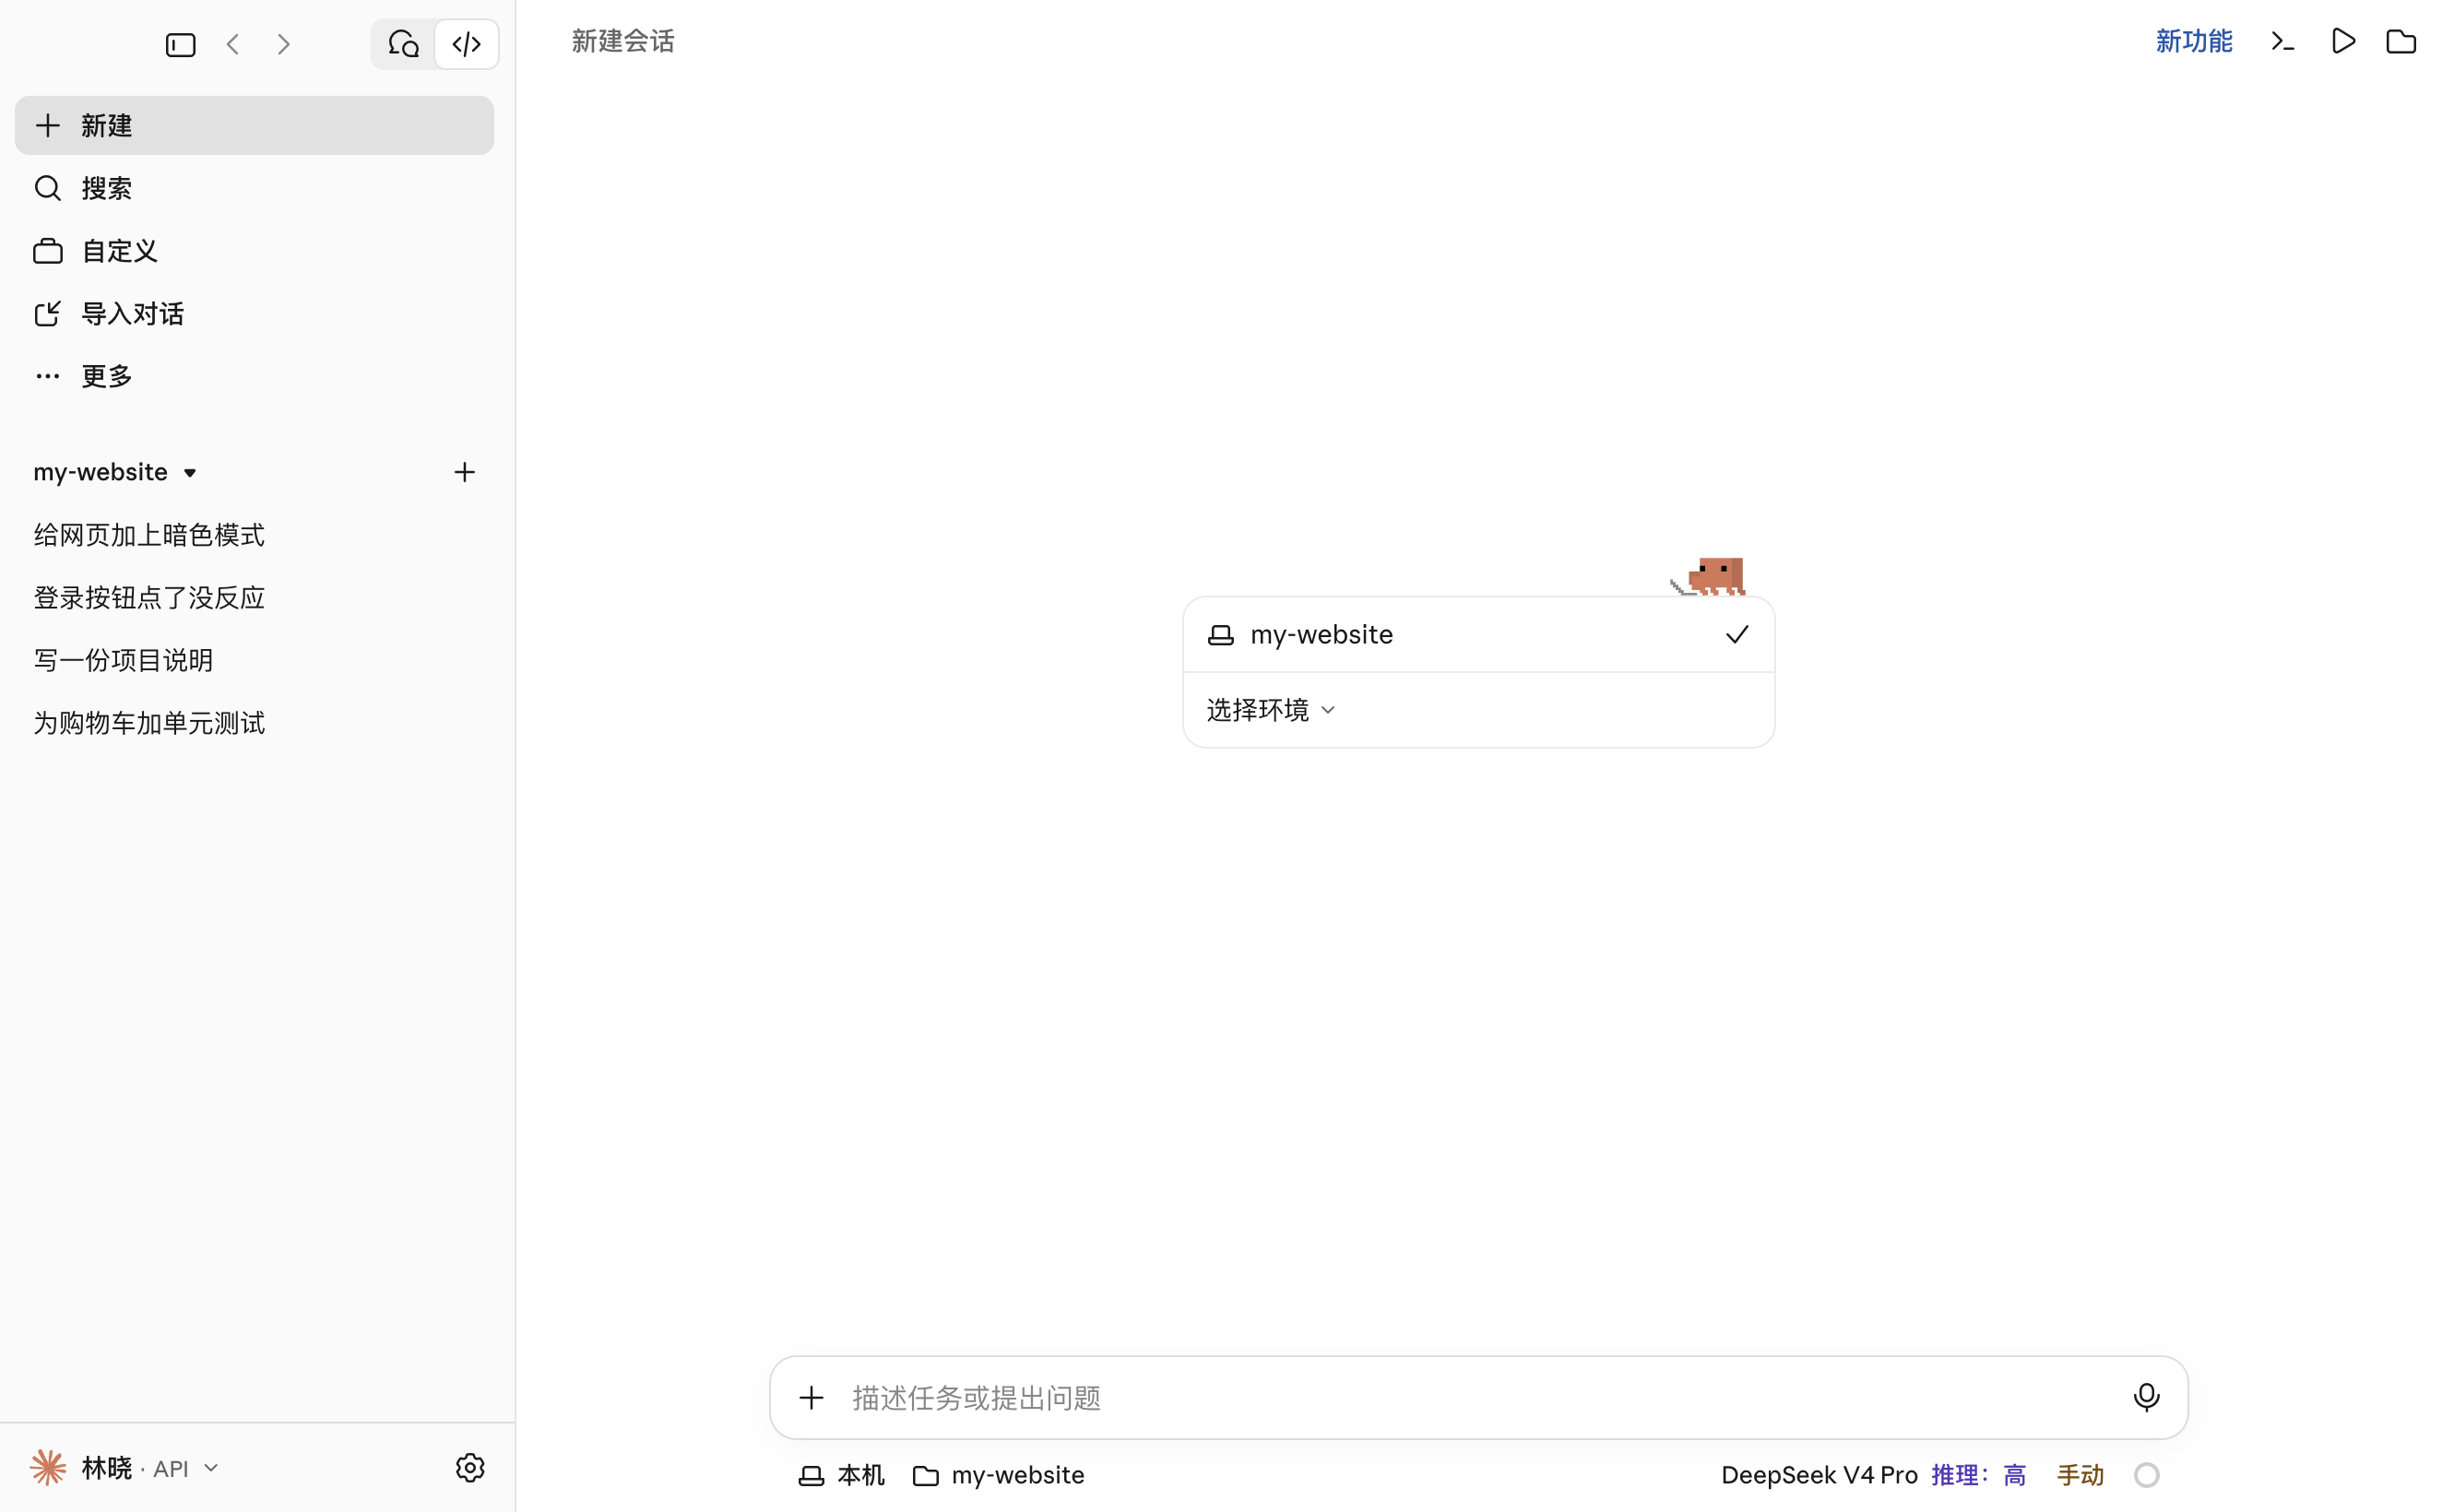 新建会话
新功能
新建
搜索
自定义
导入对话
更多
my-website
给网页加上暗色模式
登录按钮点了没反应
写一份项目说明
为购物车加单元测试
林晓 · API
my-website
选择环境
描述任务或提出问题
本机 my-website
DeepSeek V4 Pro 推理：高 手动